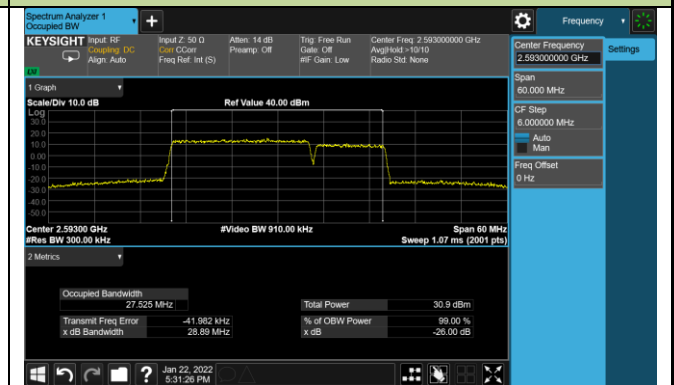 Spectrum Analyzer 1
Occupied BW
KEYSIGHT
Input: RF
Coupling: DC
Align: Auto
Input Z: 50 Ω
Corr CCorr
Freq Ref: Int (S)
Atten: 14 dB
Preamp: Off
Trig: Free Run
Gate: Off
#IF Gain: Low
Center Freq: 2.593000000 GHz
Avg|Hold:>10/10
Radio Std: None
1 Graph
Scale/Div 10.0 dB
Ref Value 40.00 dBm
Log
30.0
20.0
10.0
0.00
-10.0
-20.0
-30.0
-40.0
-50.0
Center 2.59300 GHz
#Video BW 910.00 kHz
Span 60 MHz
#Res BW 300.00 kHz
Sweep 1.07 ms (2001 pts)
2 Metrics
Occupied Bandwidth
27.525 MHz
Total Power
30.9 dBm
Transmit Freq Error
-41.982 kHz
% of OBW Power
99.00 %
x dB Bandwidth
28.89 MHz
x dB
-26.00 dB
Jan 22, 2022
5:31:26 PM
Frequency
Settings
Center Frequency
2.593000000 GHz
Span
60.000 MHz
CF Step
6.000000 MHz
Auto
Man
Freq Offset
0 Hz